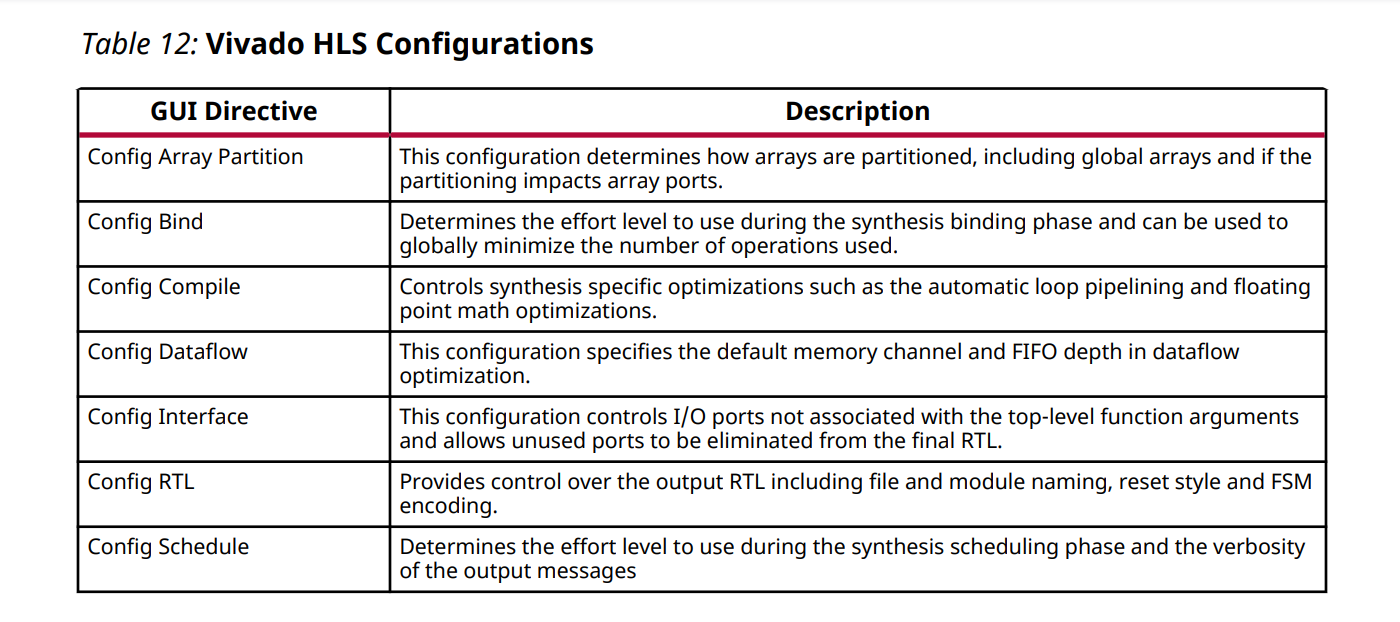 Table 12: Vivado HLS Configurations
GUI Directive
Description
Config Array Partition
This configuration determines how arrays are partitioned, including global arrays and if the
partitioning impacts array ports.
Config Bind
Determines the effort level to use during the synthesis binding phase and can be used to
globally minimize the number of operations used.
Config Compile
Controls synthesis specific optimizations such as the automatic loop pipelining and floating
point math optimizations.
Config Dataflow
This configuration specifies the default memory channel and FIFO depth in dataflow
optimization.
Config Interface
This configuration controls I/O ports not associated with the top-level function arguments
and allows unused ports to be eliminated from the final RTL.
Config RTL
Provides control over the output RTL including file and module naming, reset style and FSM
encoding.
Config Schedule
Determines the effort level to use during the synthesis scheduling phase and the verbosity
of the output messages